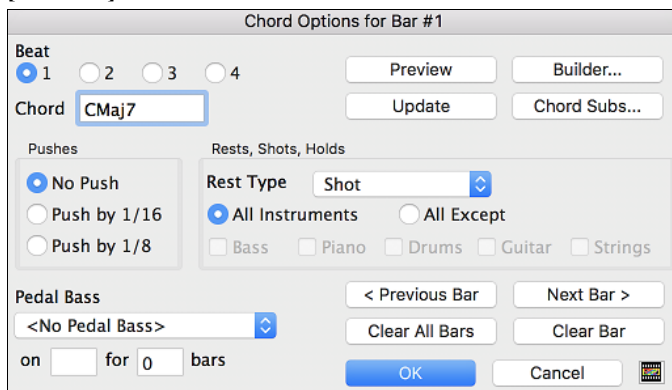 Chord Options for Bar #1
Beat
1 2 3 4
Preview Builder...
Chord CMaj7
Update Chord Subs...
Pushes
Rests, Shots, Holds
No Push
Rest Type Shot
Push by 1/16
All Instruments All Except
Push by 1/8
Bass Piano Drums Guitar Strings
Pedal Bass
< Previous Bar Next Bar >
<No Pedal Bass>
Clear All Bars Clear Bar
on for 0 bars
OK Cancel